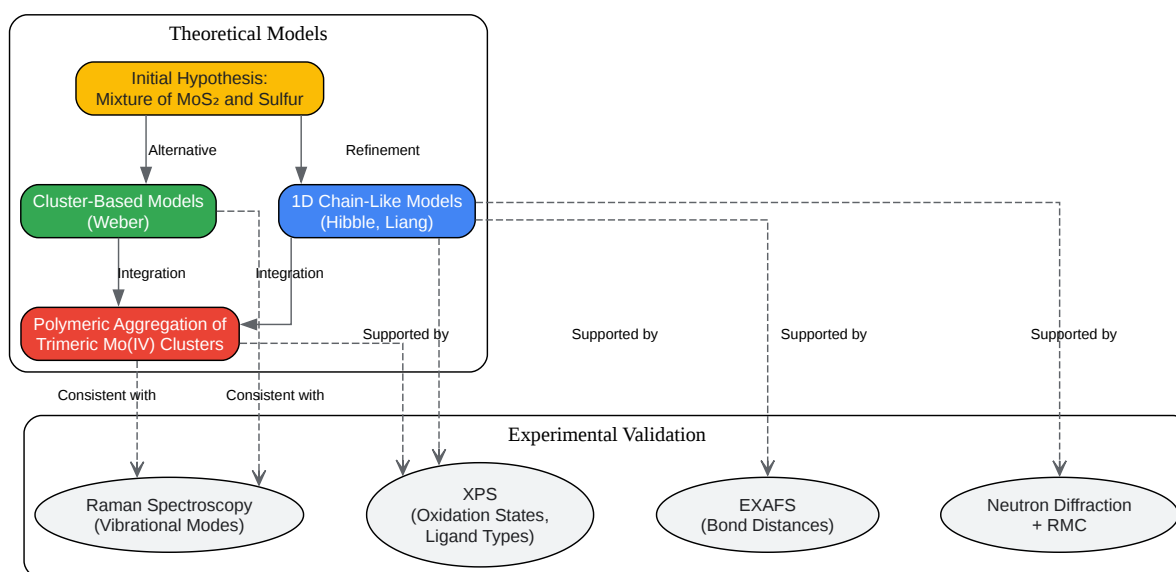 Theoretical Models
Initial Hypothesis:
Mixture of MoS₂ and Sulfur
Alternative
Refinement
Cluster-Based Models
(Weber)
1D Chain-Like Models
(Hibble, Liang)
Integration
Integration
Polymeric Aggregation of
Trimeric Mo(IV) Clusters
Supported by
Supported by
Supported by
Supported by
Consistent with
Consistent with
Experimental Validation
Raman Spectroscopy
(Vibrational Modes)
XPS
(Oxidation States,
Ligand Types)
EXAFS
(Bond Distances)
Neutron Diffraction
+ RMC